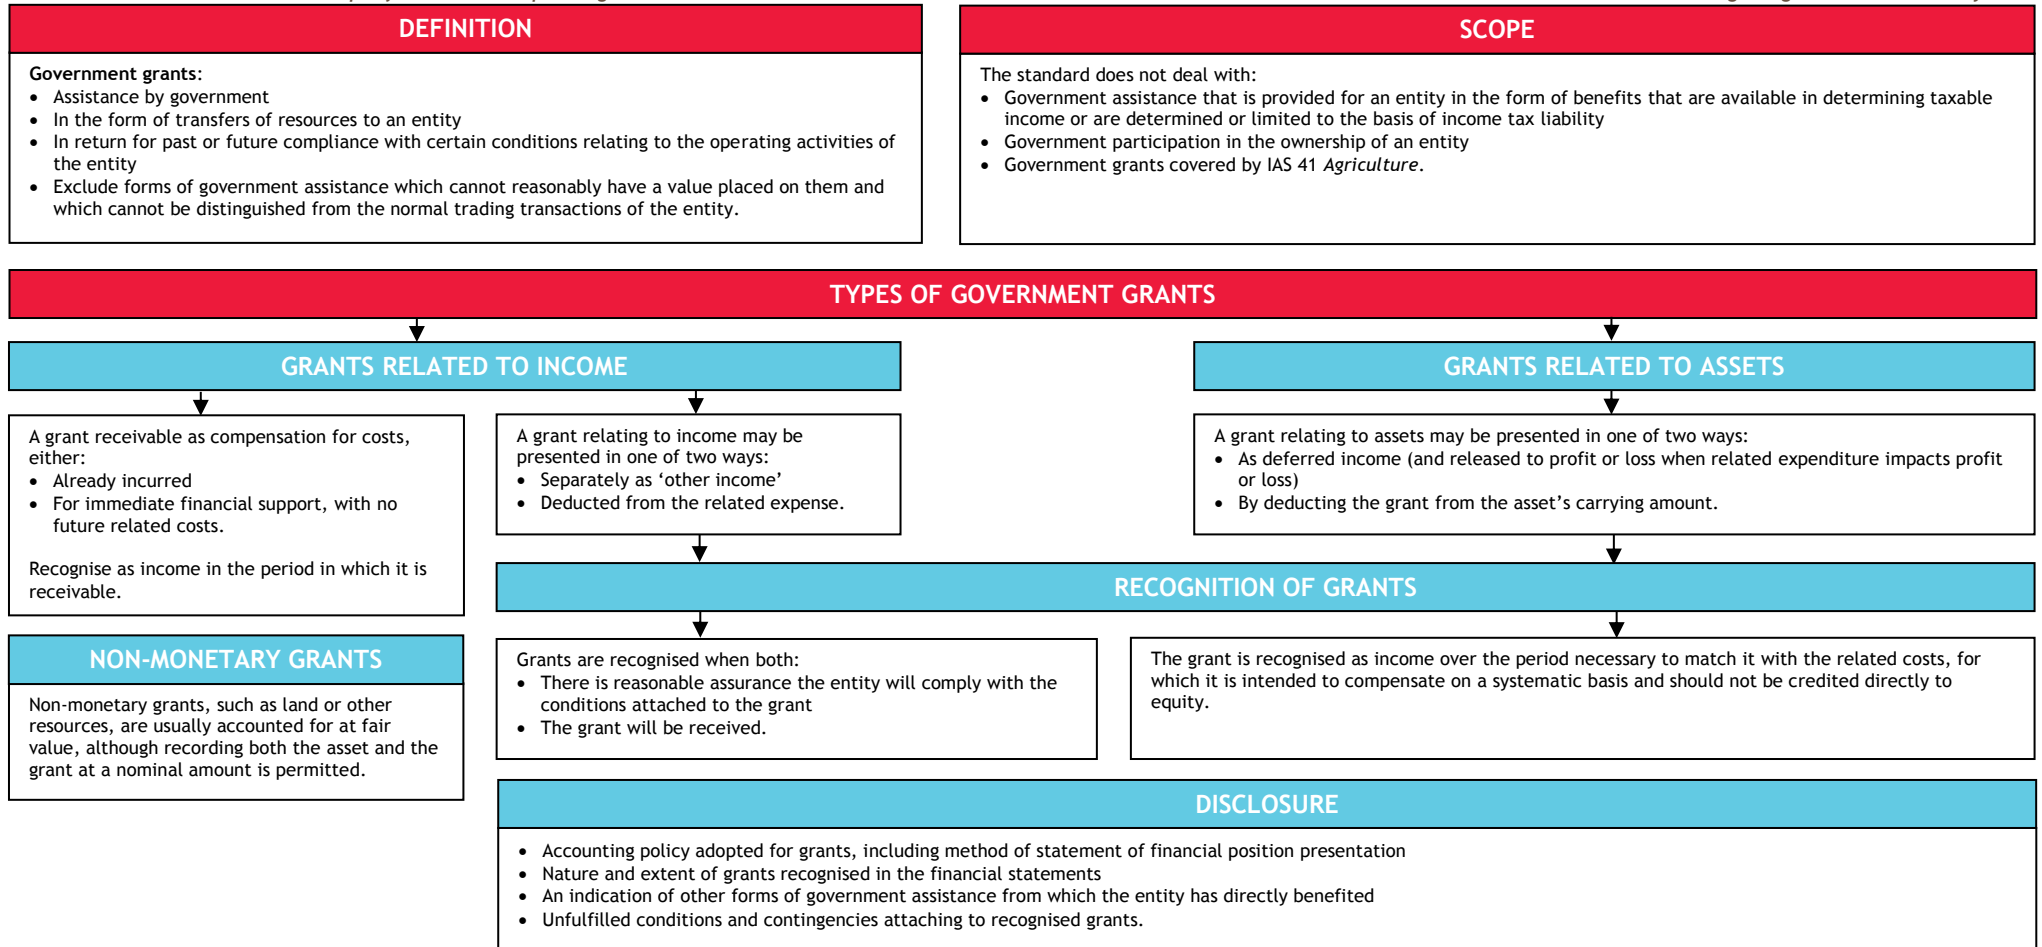 DEFINITION
Government grants:
• Assistance by government
• In the form of transfers of resources to an entity
• In return for past or future compliance with certain conditions relating to the operating activities of
the entity
• Exclude forms of government assistance which cannot reasonably have a value placed on them and
which cannot be distinguished from the normal trading transactions of the entity.
SCOPE
The standard does not deal with:
• Government assistance that is provided for an entity in the form of benefits that are available in determining taxable
income or are determined or limited to the basis of income tax liability
• Government participation in the ownership of an entity
• Government grants covered by IAS 41 Agriculture.
TYPES OF GOVERNMENT GRANTS
GRANTS RELATED TO INCOME
A grant receivable as compensation for costs,
either:
• Already incurred
• For immediate financial support, with no
future related costs.
Recognise as income in the period in which it is
receivable.
A grant relating to income may be
presented in one of two ways:
• Separately as ‘other income’
• Deducted from the related expense.
GRANTS RELATED TO ASSETS
A grant relating to assets may be presented in one of two ways:
• As deferred income (and released to profit or loss when related expenditure impacts profit
or loss)
• By deducting the grant from the asset’s carrying amount.
RECOGNITION OF GRANTS
Grants are recognised when both:
• There is reasonable assurance the entity will comply with the
conditions attached to the grant
• The grant will be received.
The grant is recognised as income over the period necessary to match it with the related costs, for
which it is intended to compensate on a systematic basis and should not be credited directly to
equity.
NON-MONETARY GRANTS
Non-monetary grants, such as land or other
resources, are usually accounted for at fair
value, although recording both the asset and the
grant at a nominal amount is permitted.
DISCLOSURE
• Accounting policy adopted for grants, including method of statement of financial position presentation
• Nature and extent of grants recognised in the financial statements
• An indication of other forms of government assistance from which the entity has directly benefited
• Unfulfilled conditions and contingencies attaching to recognised grants.